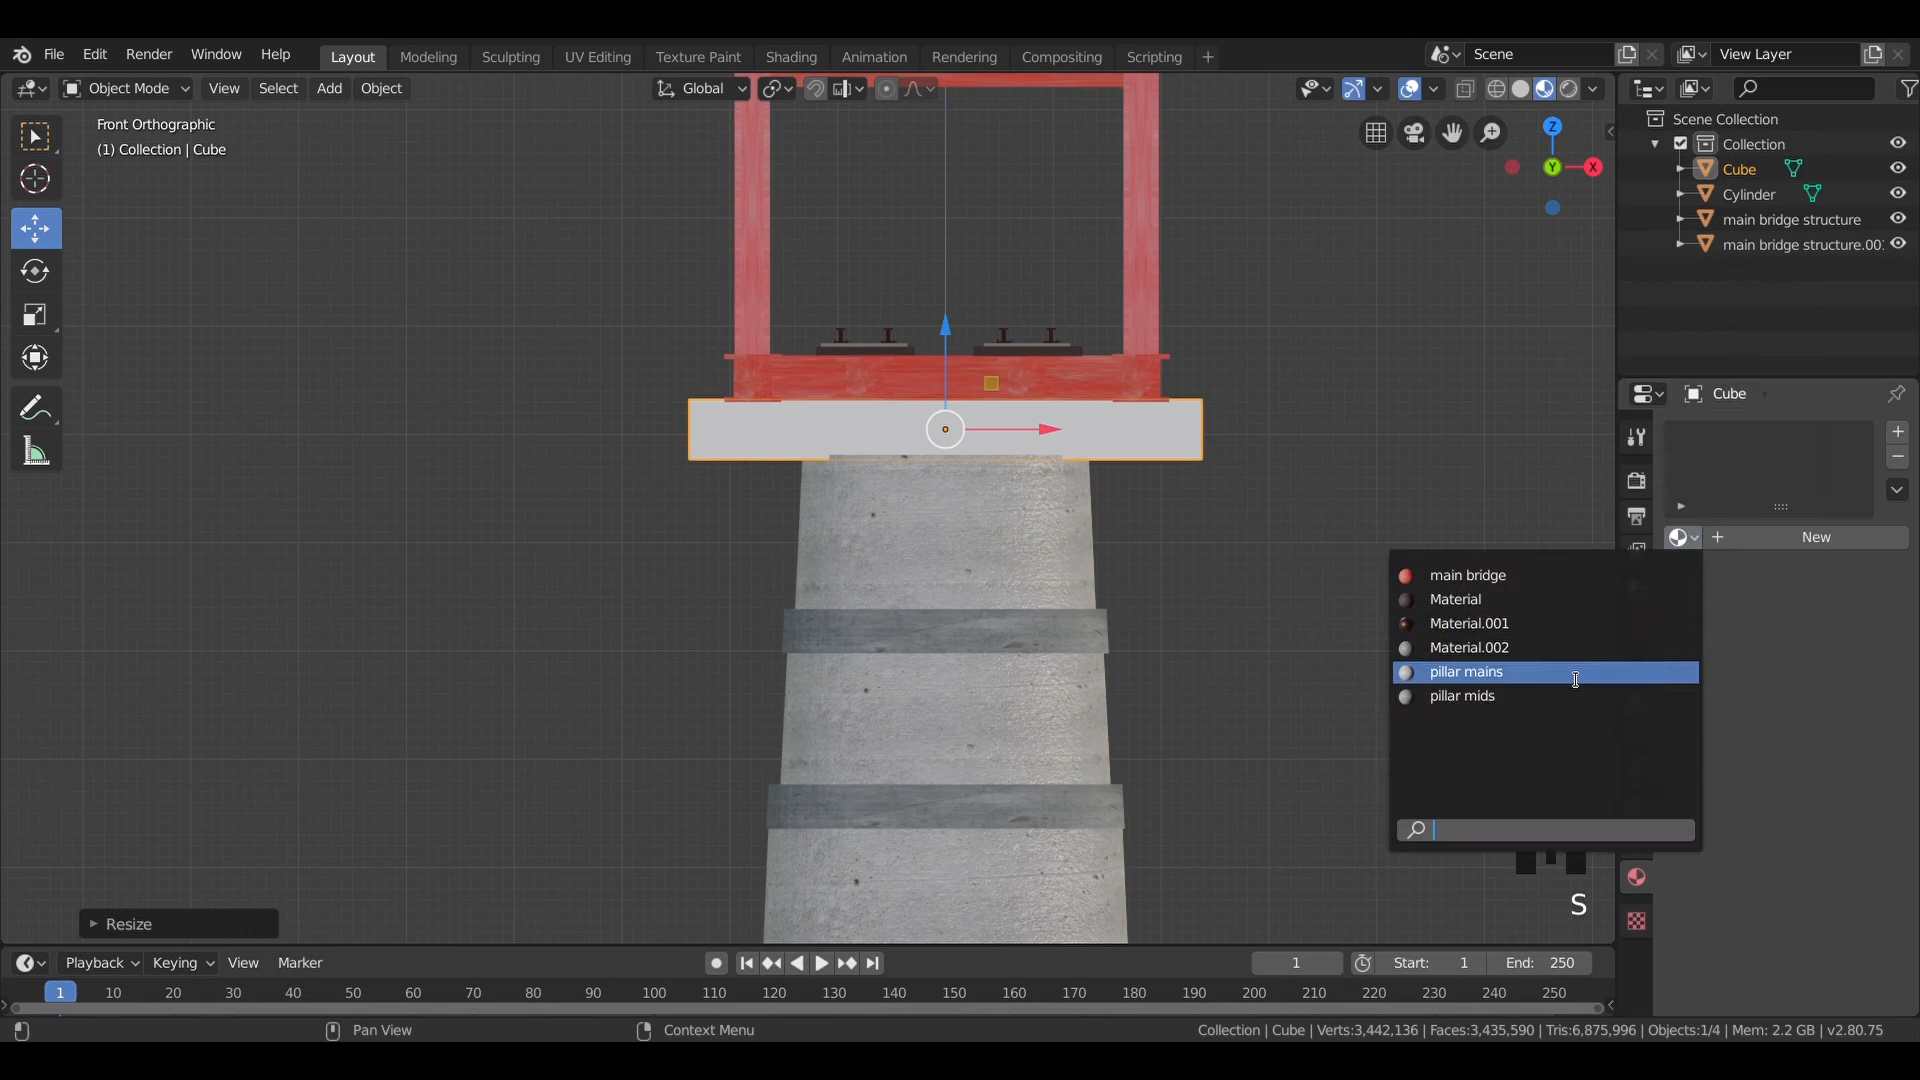 File Edit Render Window Help Layout Modeling Sculpting UV Editing Texture Paint Shading Animation Rendering Compositing Scripting + Scene View Layer
Object Mode View Select Add Object Global
Front Orthographic
(1) Collection | Cube
Z
Y
X
Scene Collection
Collection
Cube
Cylinder
main bridge structure
main bridge structure.00
Cube
New
main bridge
Material
Material.001
Material.002
pillar mains
pillar mids
S
Resize
Playback Keying View Marker 1 Start: 1 End: 250
1 10 20 30 40 50 60 70 80 90 100 110 120 130 140 150 160 170 180 190 200 210 220 230 240 250
Pan View Context Menu Collection | Cube | Verts:3,442,136 | Faces:3,435,590 | Tris:6,875,996 | Objects:1/4 | Mem: 2.2 GB | v2.80.75